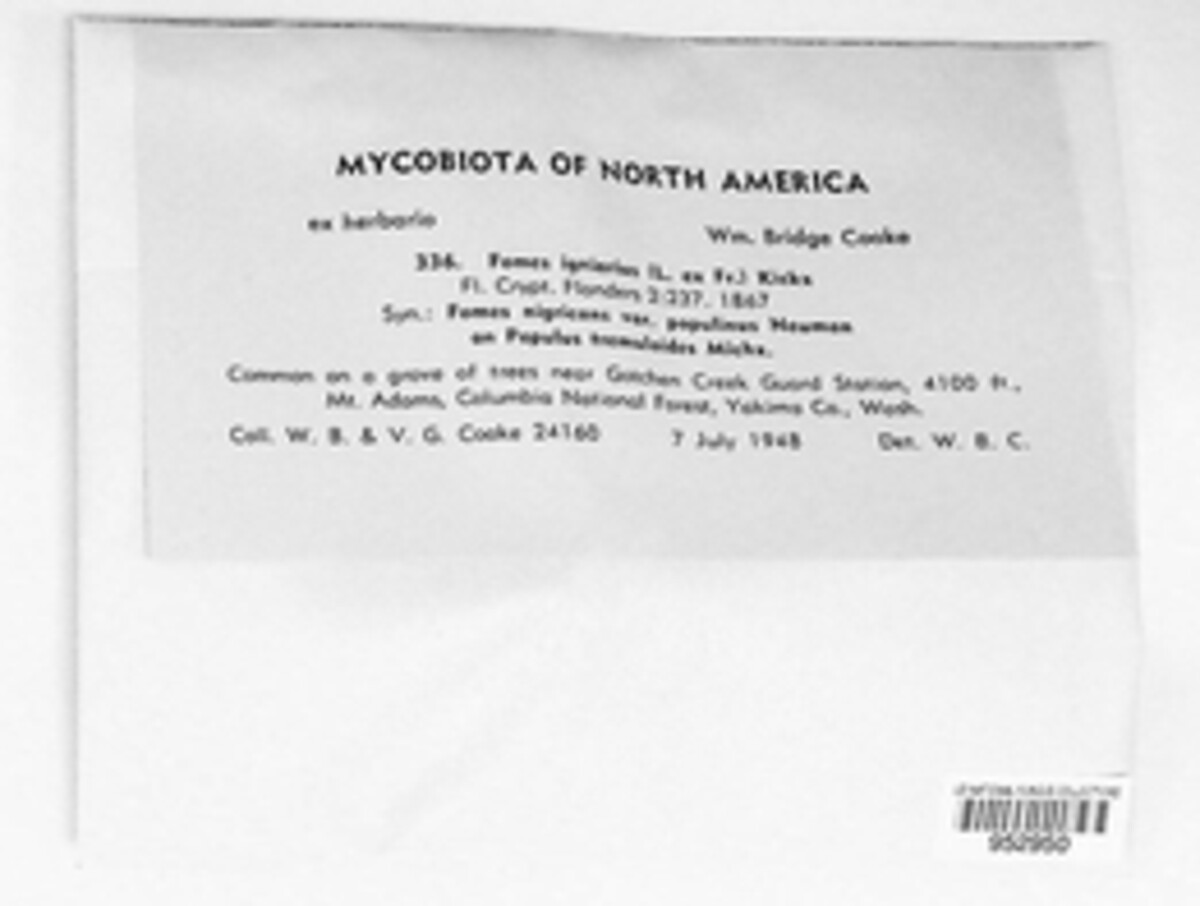 MYCOBIOTA OF NORTH AMERICA
ex herbario Wm. Bridge Cooke
336. Fomes igniarius (L. ex Fr.) Kickx
Fl. Crypt. Flanders 2:237. 1867
Syn.: Fomes nigricans var. populinus Neuman
on Populus tremuloides Michx.
Common on a grove of trees near Gotchen Creek Guard Station, 4100 ft.,
Mt. Adams, Columbia National Forest, Yakima Co., Wash.
Coll. W. B. & V. G. Cooke 24160 7 July 1948 Det. W. B. C.
952950